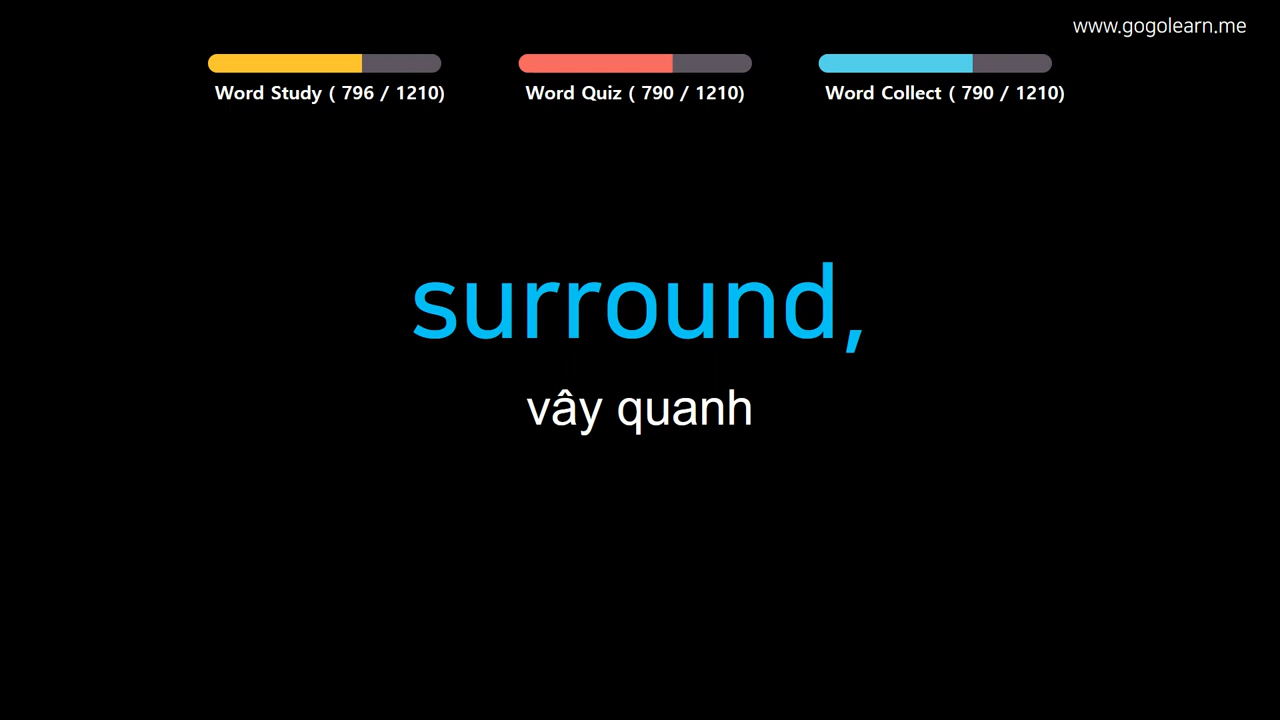 www.gogolearn.me
Word Study ( 796 / 1210)
Word Quiz ( 790 / 1210)
Word Collect ( 790 / 1210)
surround,
vây quanh